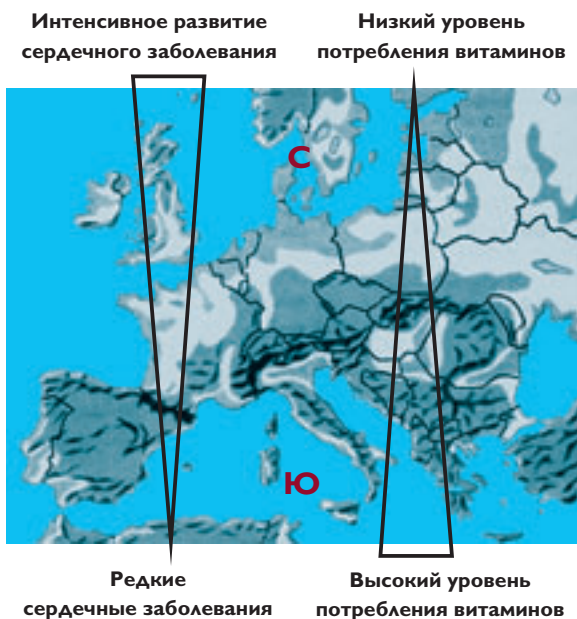 Интенсивное развитие
сердечного заболевания
Низкий уровень
потребления витаминов
С
Ю
Редкие
сердечные заболевания
Высокий уровень
потребления витаминов